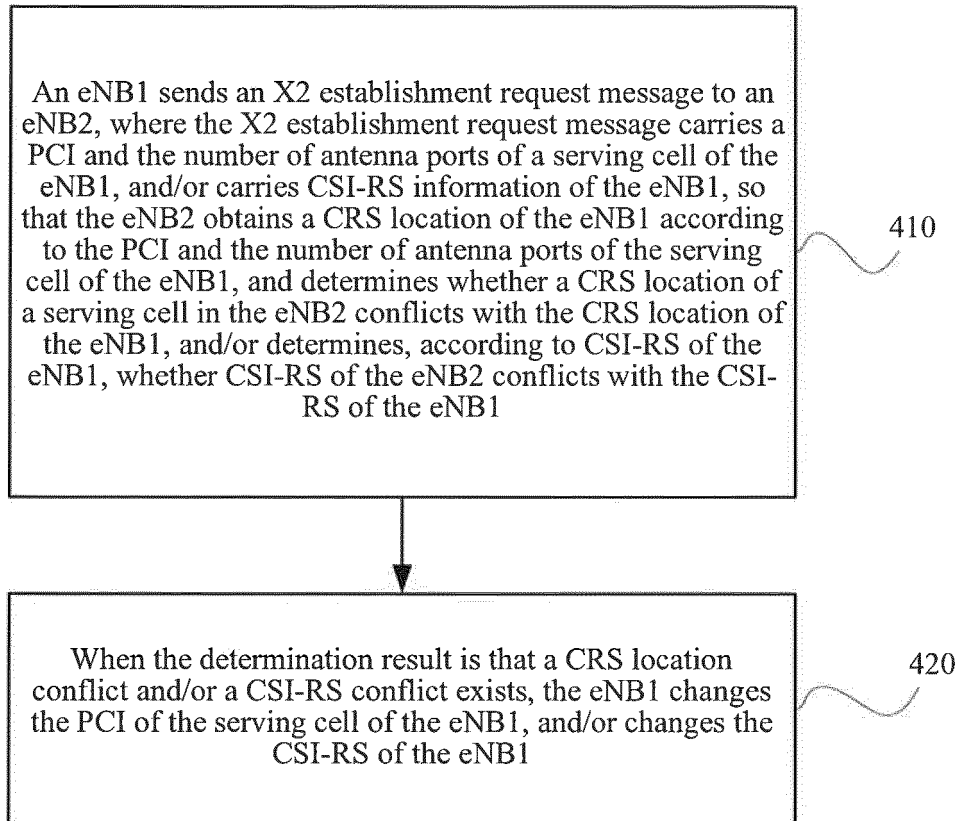 An eNB1 sends an X2 establishment request message to an
eNB2, where the X2 establishment request message carries a
PCI and the number of antenna ports of a serving cell of the
eNB1, and/or carries CSI-RS information of the eNB1, so
that the eNB2 obtains a CRS location of the eNB1 according
to the PCI and the number of antenna ports of the serving
cell of the eNB1, and determines whether a CRS location of
a serving cell in the eNB2 conflicts with the CRS location of
the eNB1, and/or determines, according to CSI-RS of the
eNB1, whether CSI-RS of the eNB2 conflicts with the CSI-
RS of the eNB1
410
When the determination result is that a CRS location
conflict and/or a CSI-RS conflict exists, the eNB1 changes
the PCI of the serving cell of the eNB1, and/or changes the
CSI-RS of the eNB1
420